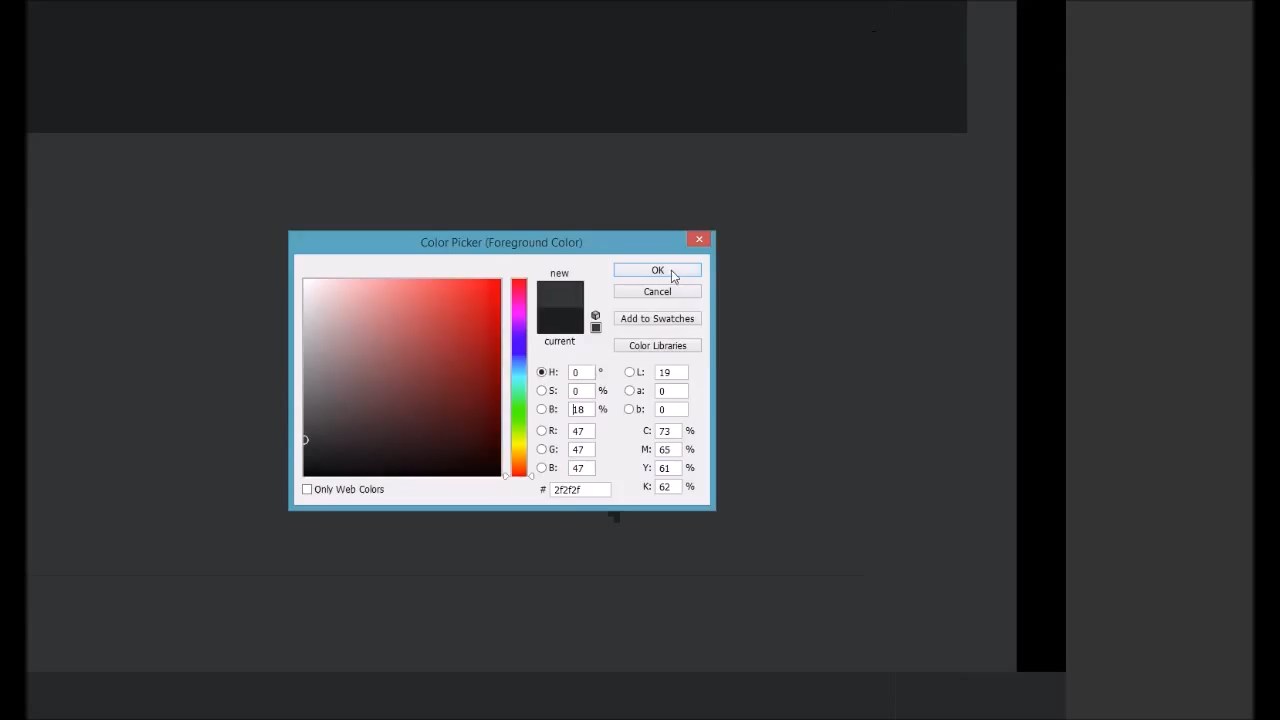 Color Picker (Foreground Color)
new
current
OK
Cancel
Add to Swatches
Color Libraries
H: 0 °
S: 0 %
B: 18 %
R: 47
G: 47
B: 47
# 2f2f2f
L: 19
a: 0
b: 0
C: 73 %
M: 65 %
Y: 61 %
K: 62 %
Only Web Colors